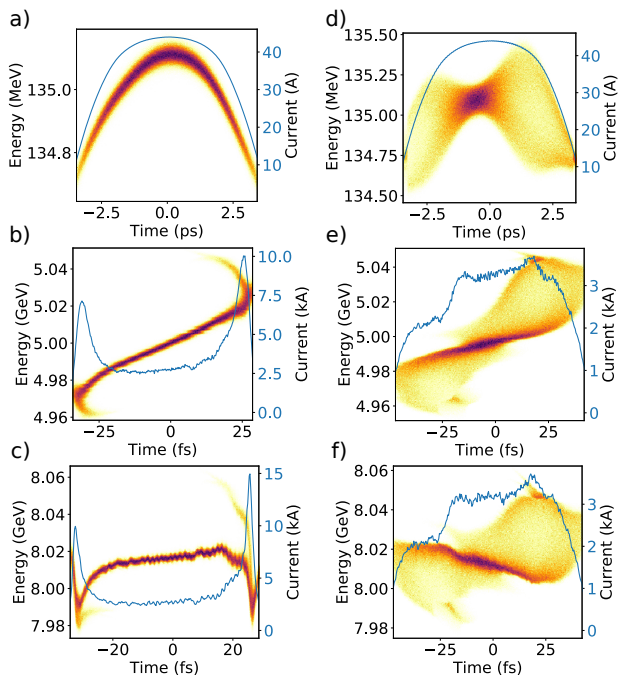 a)
Energy (MeV)
135.0
134.8
−2.5 0.0 2.5
Time (ps)
40
30
20
10
Current (A)
d)
Energy (MeV)
135.50
135.25
135.00
134.75
134.50
−2.5 0.0 2.5
Time (ps)
40
30
20
10
0
Current (A)
b)
Energy (GeV)
5.04
5.02
5.00
4.98
4.96
−25 0 25
Time (fs)
10.0
7.5
5.0
2.5
0.0
Current (kA)
e)
Energy (GeV)
5.04
5.02
5.00
4.98
4.96
−25 0 25
Time (fs)
3
2
1
0
Current (kA)
c)
Energy (GeV)
8.06
8.04
8.02
8.00
7.98
−20 0 20
Time (fs)
15
10
5
0
Current (kA)
f)
Energy (GeV)
8.06
8.04
8.02
8.00
7.98
−25 0 25
Time (fs)
3
2
1
0
Current (kA)